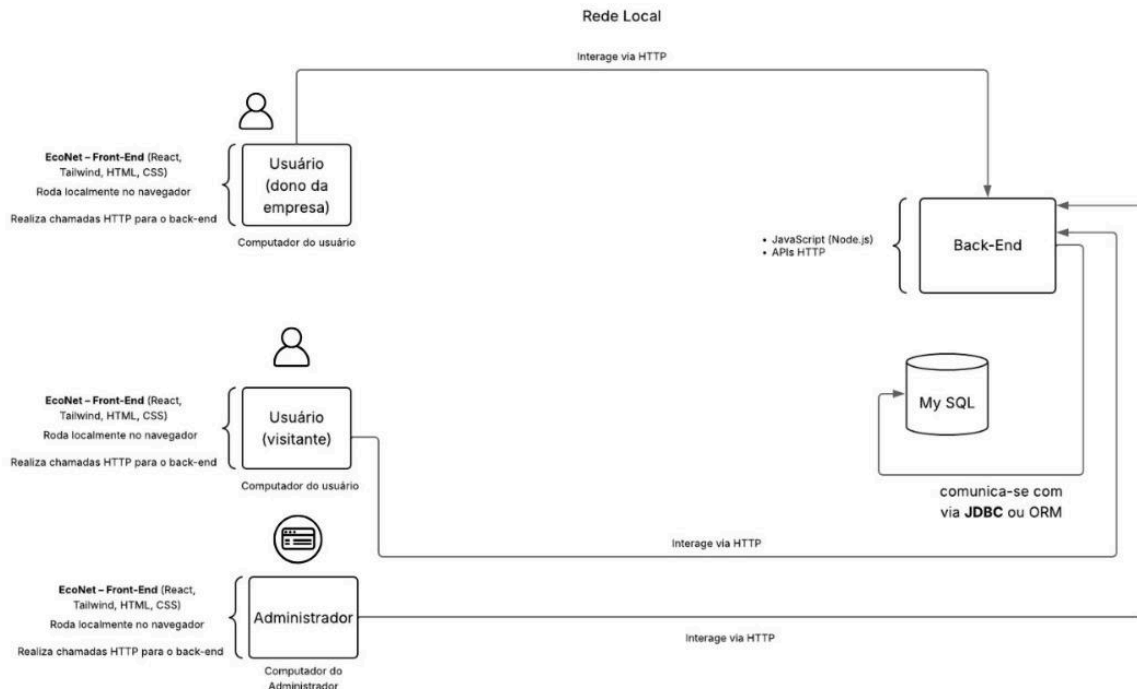 Rede Local
Interage via HTTP
EcoNet – Front-End (React,
Tailwind, HTML, CSS)
Roda localmente no navegador
Realiza chamadas HTTP para o back-end
Usuário
(dono da
empresa)
Computador do usuário
• JavaScript (Node.js)
• APIs HTTP
Back-End
EcoNet – Front-End (React,
Tailwind, HTML, CSS)
Roda localmente no navegador
Realiza chamadas HTTP para o back-end
Usuário
(visitante)
Computador do usuário
My SQL
comunica-se com
via JDBC ou ORM
Interage via HTTP
EcoNet – Front-End (React,
Tailwind, HTML, CSS)
Roda localmente no navegador
Realiza chamadas HTTP para o back-end
Administrador
Computador do
Administrador
Interage via HTTP